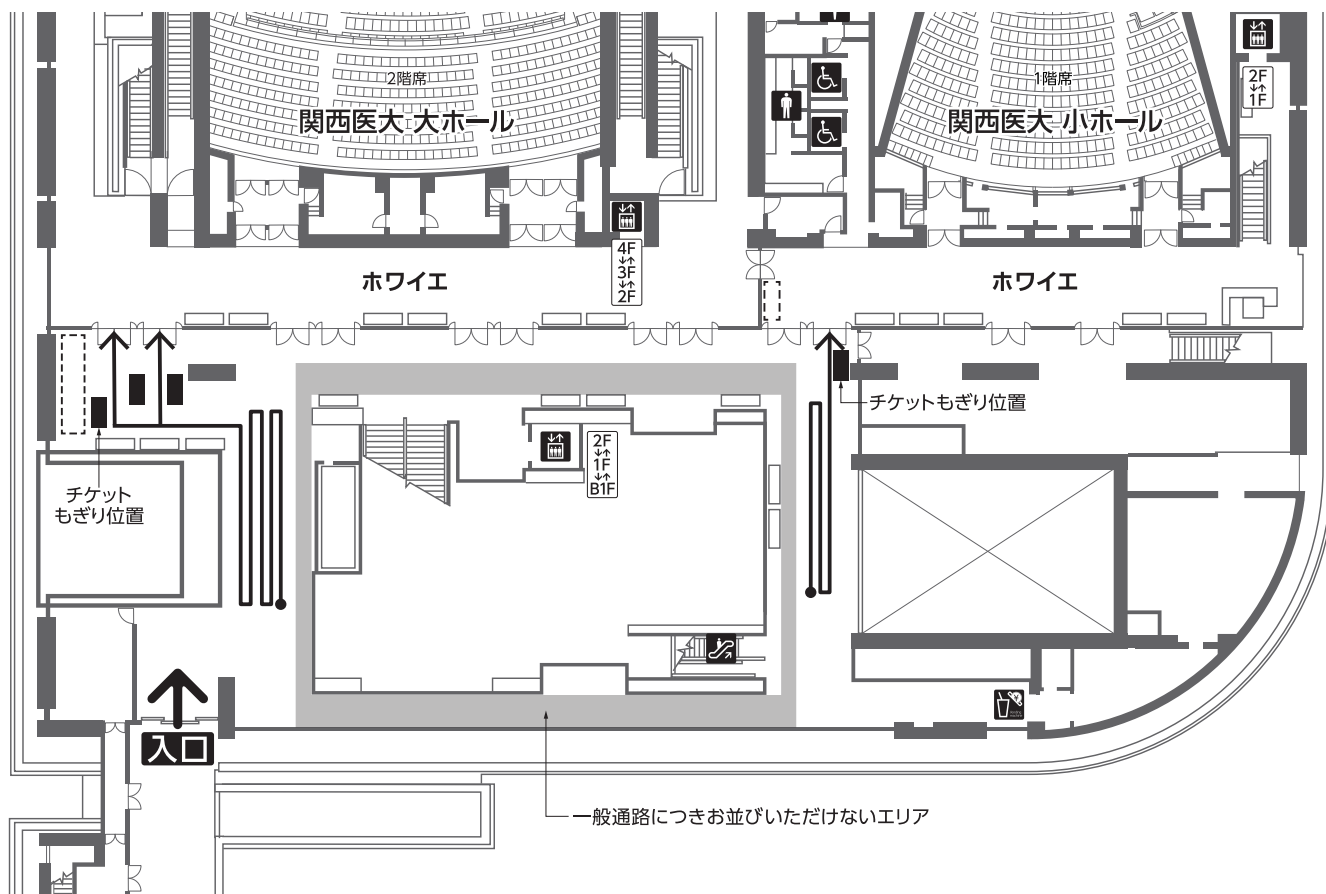 2階席
関西医大 大ホール
1階席
関西医大 小ホール
2F
1F
4F
3F
2F
ホワイエ
ホワイエ
チケットもぎり位置
2F
1F
B1F
チケット
もぎり位置
入口
一般通路につきお並びいただけないエリア